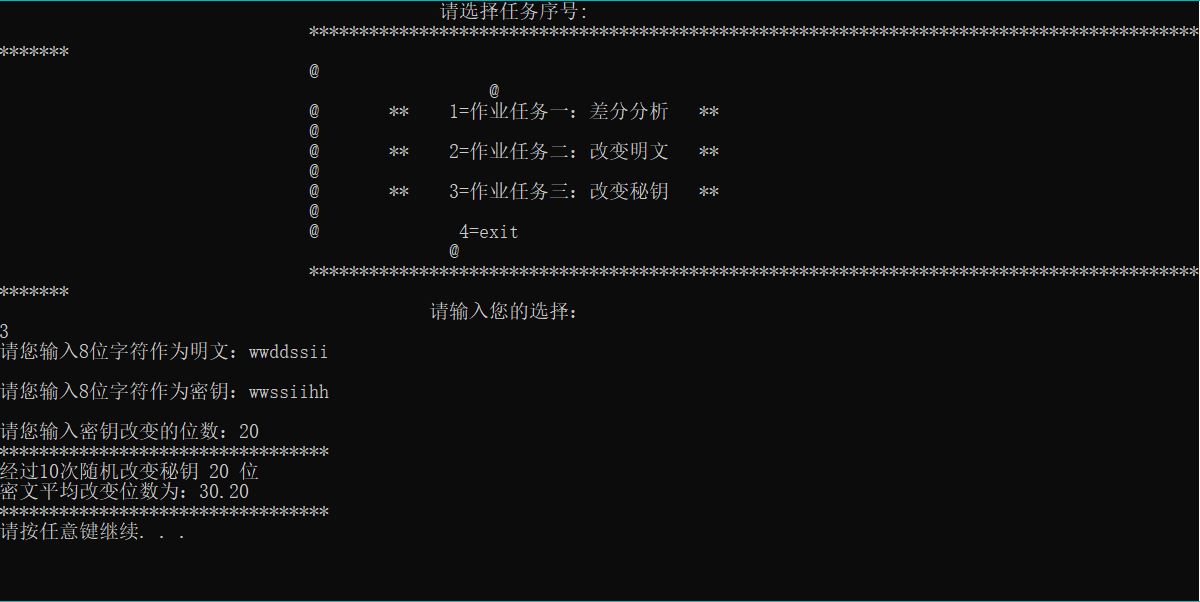 请选择任务序号:
*****************************************************************************************
*******
@
@
@ ** 1=作业任务一: 差分分析 **
@
@ ** 2=作业任务二: 改变明文 **
@
@ ** 3=作业任务三: 改变秘钥 **
@
@ 4=exit
@
*****************************************************************************************
*******
请输入您的选择:
3
请您输入8位字符作为明文: wwddssii
请您输入8位字符作为密钥: wwssiihh
请您输入密钥改变的位数: 20
*********************************
经过10次随机改变秘钥 20 位
密文平均改变位数为: 30.20
*********************************
请按任意键继续. . .